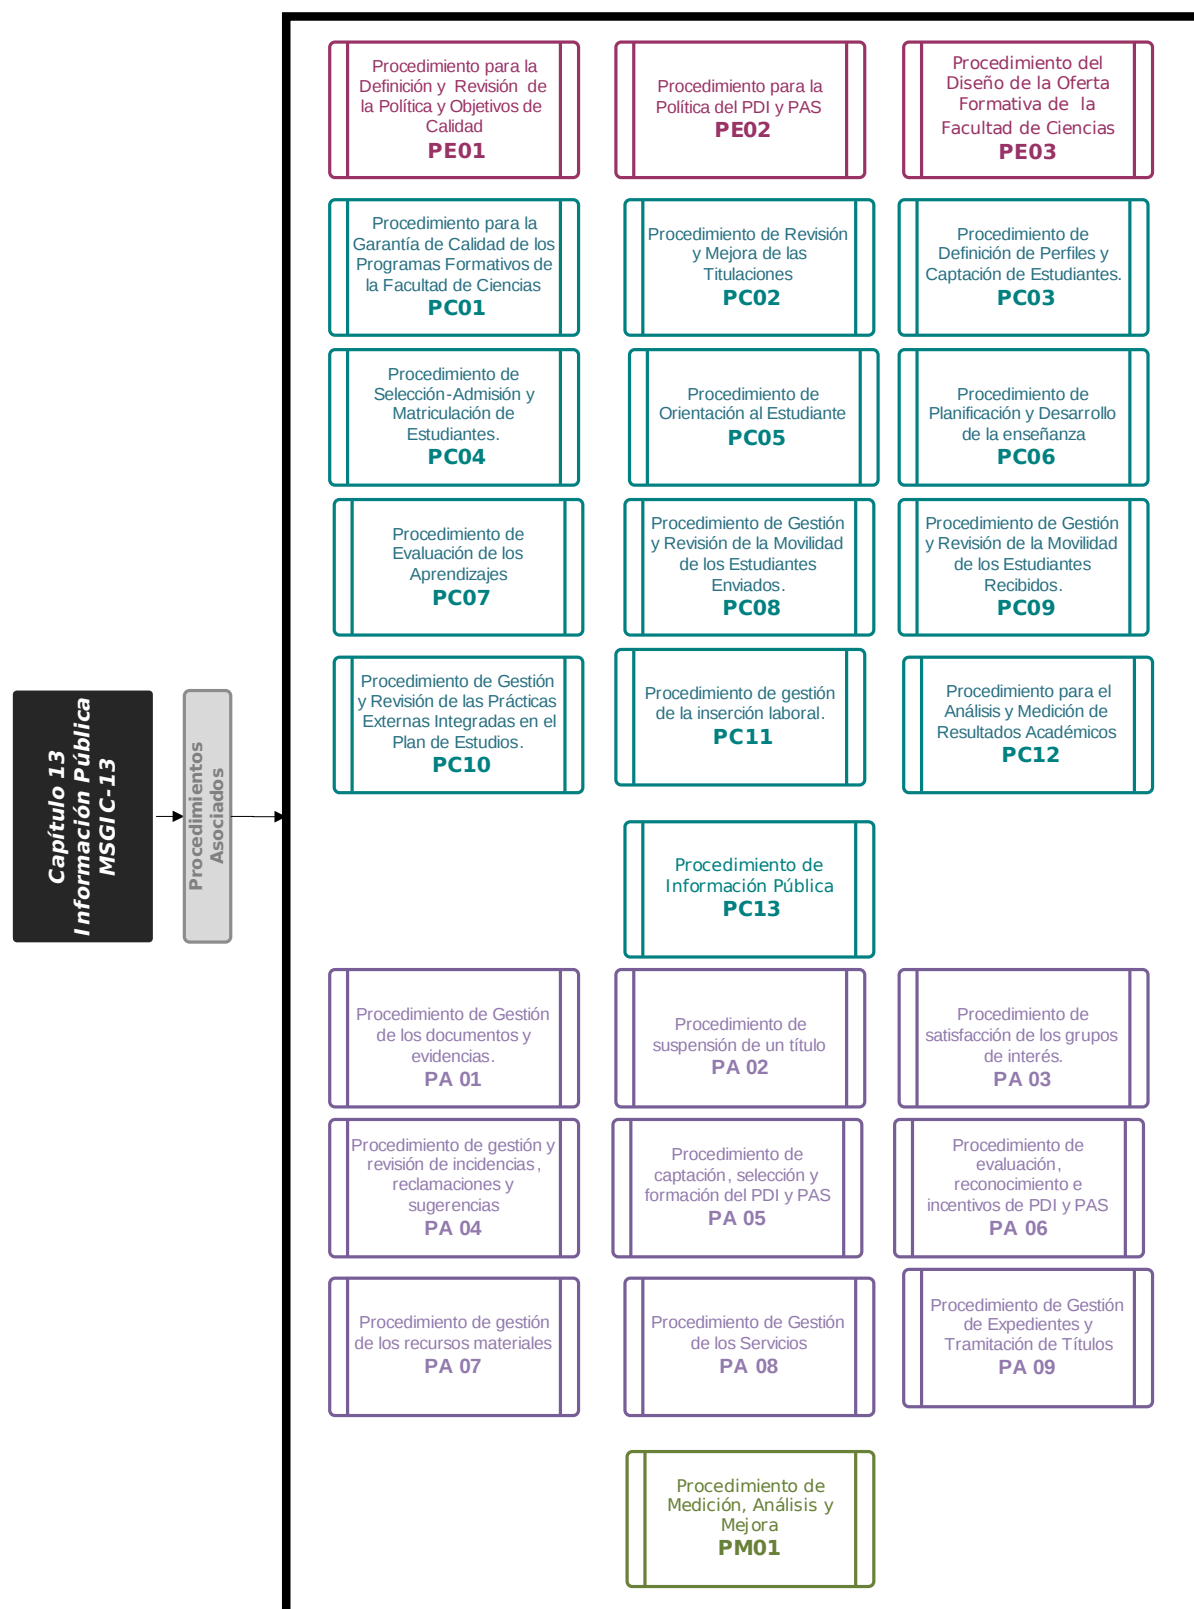 Procedimiento para la
Definición y Revisión de
la Política y Objetivos de
Calidad
PE01
Procedimiento para la
Política del PDI y PAS
PE02
Procedimiento del
Diseño de la Oferta
Formativa de la
Facultad de Ciencias
PE03
Procedimiento para la
Garantía de Calidad de los
Programas Formativos de
la Facultad de Ciencias
PC01
Procedimiento de Revisión
y Mejora de las
Titulaciones
PC02
Procedimiento de
Definición de Perfiles y
Captación de Estudiantes.
PC03
Procedimiento de
Selección-Admisión y
Matriculación de
Estudiantes.
PC04
Procedimiento de
Orientación al Estudiante
PC05
Procedimiento de
Planificación y Desarrollo
de la enseñanza
PC06
Procedimiento de
Evaluación de los
Aprendizajes
PC07
Procedimiento de Gestión
y Revisión de la Movilidad
de los Estudiantes
Enviados.
PC08
Procedimiento de Gestión
y Revisión de la Movilidad
de los Estudiantes
Recibidos.
PC09
Capítulo 13
Información Pública
MSGIC-13
Procedimientos
Asociados
Procedimiento de Gestión
y Revisión de las Prácticas
Externas Integradas en el
Plan de Estudios.
PC10
Procedimiento de gestión
de la inserción laboral.
PC11
Procedimiento para el
Análisis y Medición de
Resultados Académicos
PC12
Procedimiento de
Información Pública
PC13
Procedimiento de Gestión
de los documentos y
evidencias.
PA 01
Procedimiento de
suspensión de un título
PA 02
Procedimiento de
satisfacción de los grupos
de interés.
PA 03
Procedimiento de gestión y
revisión de incidencias,
reclamaciones y
sugerencias
PA 04
Procedimiento de
captación, selección y
formación del PDI y PAS
PA 05
Procedimiento de
evaluación,
reconocimiento e
incentivos de PDI y PAS
PA 06
Procedimiento de gestión
de los recursos materiales
PA 07
Procedimiento de Gestión
de los Servicios
PA 08
Procedimiento de Gestión
de Expedientes y
Tramitación de Títulos
PA 09
Procedimiento de
Medición, Análisis y
Mejora
PM01